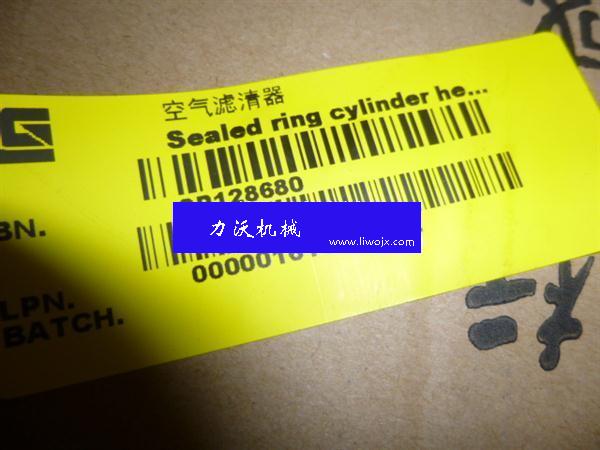 空气滤清器
Sealed ring cylinder he...
128680
BN.
力沃机械
www.liwojx.com
LPN.
BATCH.